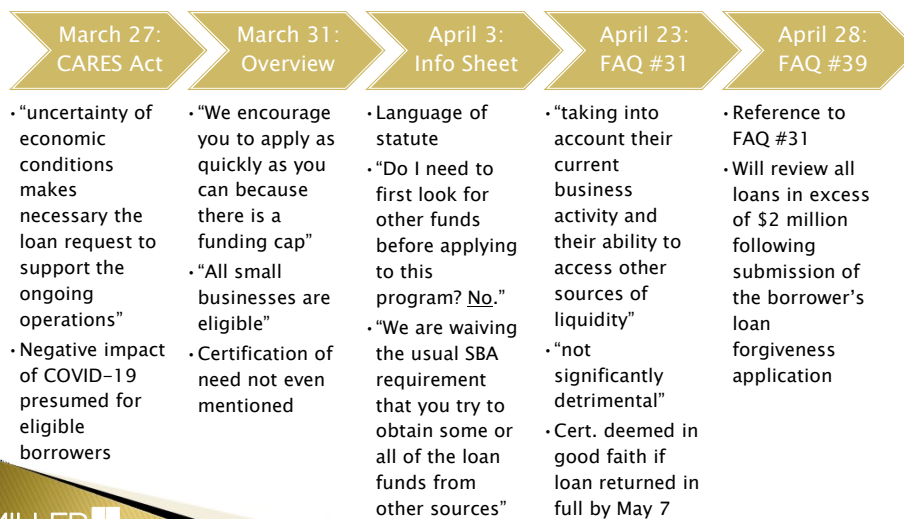 March 27:
CARES Act
March 31:
Overview
April 3:
Info Sheet
April 23:
FAQ #31
April 28:
FAQ #39
• “uncertainty of
economic
conditions
makes
necessary the
loan request to
support the
ongoing
operations”
• Negative impact
of COVID-19
presumed for
eligible
borrowers
• “We encourage
you to apply as
quickly as you
can because
there is a
funding cap”
• “All small
businesses are
eligible”
• Certification of
need not even
mentioned
• Language of
statute
• “Do I need to
first look for
other funds
before applying
to this
program? No.”
• “We are waiving
the usual SBA
requirement
that you try to
obtain some or
all of the loan
funds from
other sources”
• “taking into
account their
current
business
activity and
their ability to
access other
sources of
liquidity”
• “not
significantly
detrimental”
• Cert. deemed in
good faith if
loan returned in
full by May 7
• Reference to
FAQ #31
• Will review all
loans in excess
of $2 million
following
submission of
the borrower’s
loan
forgiveness
application